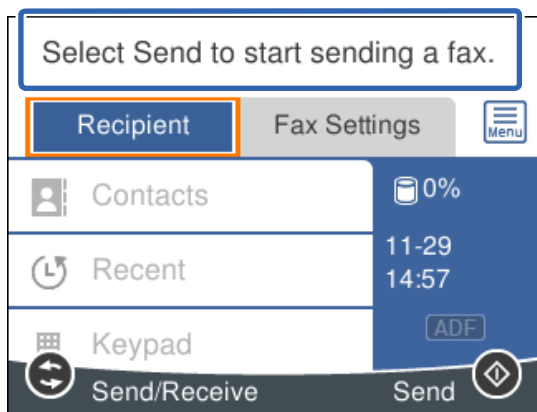 Select Send to start sending a fax.
Recipient
Fax Settings
Menu
Contacts
0%
Recent
11-29
14:57
Keypad
ADF
Send/Receive
Send